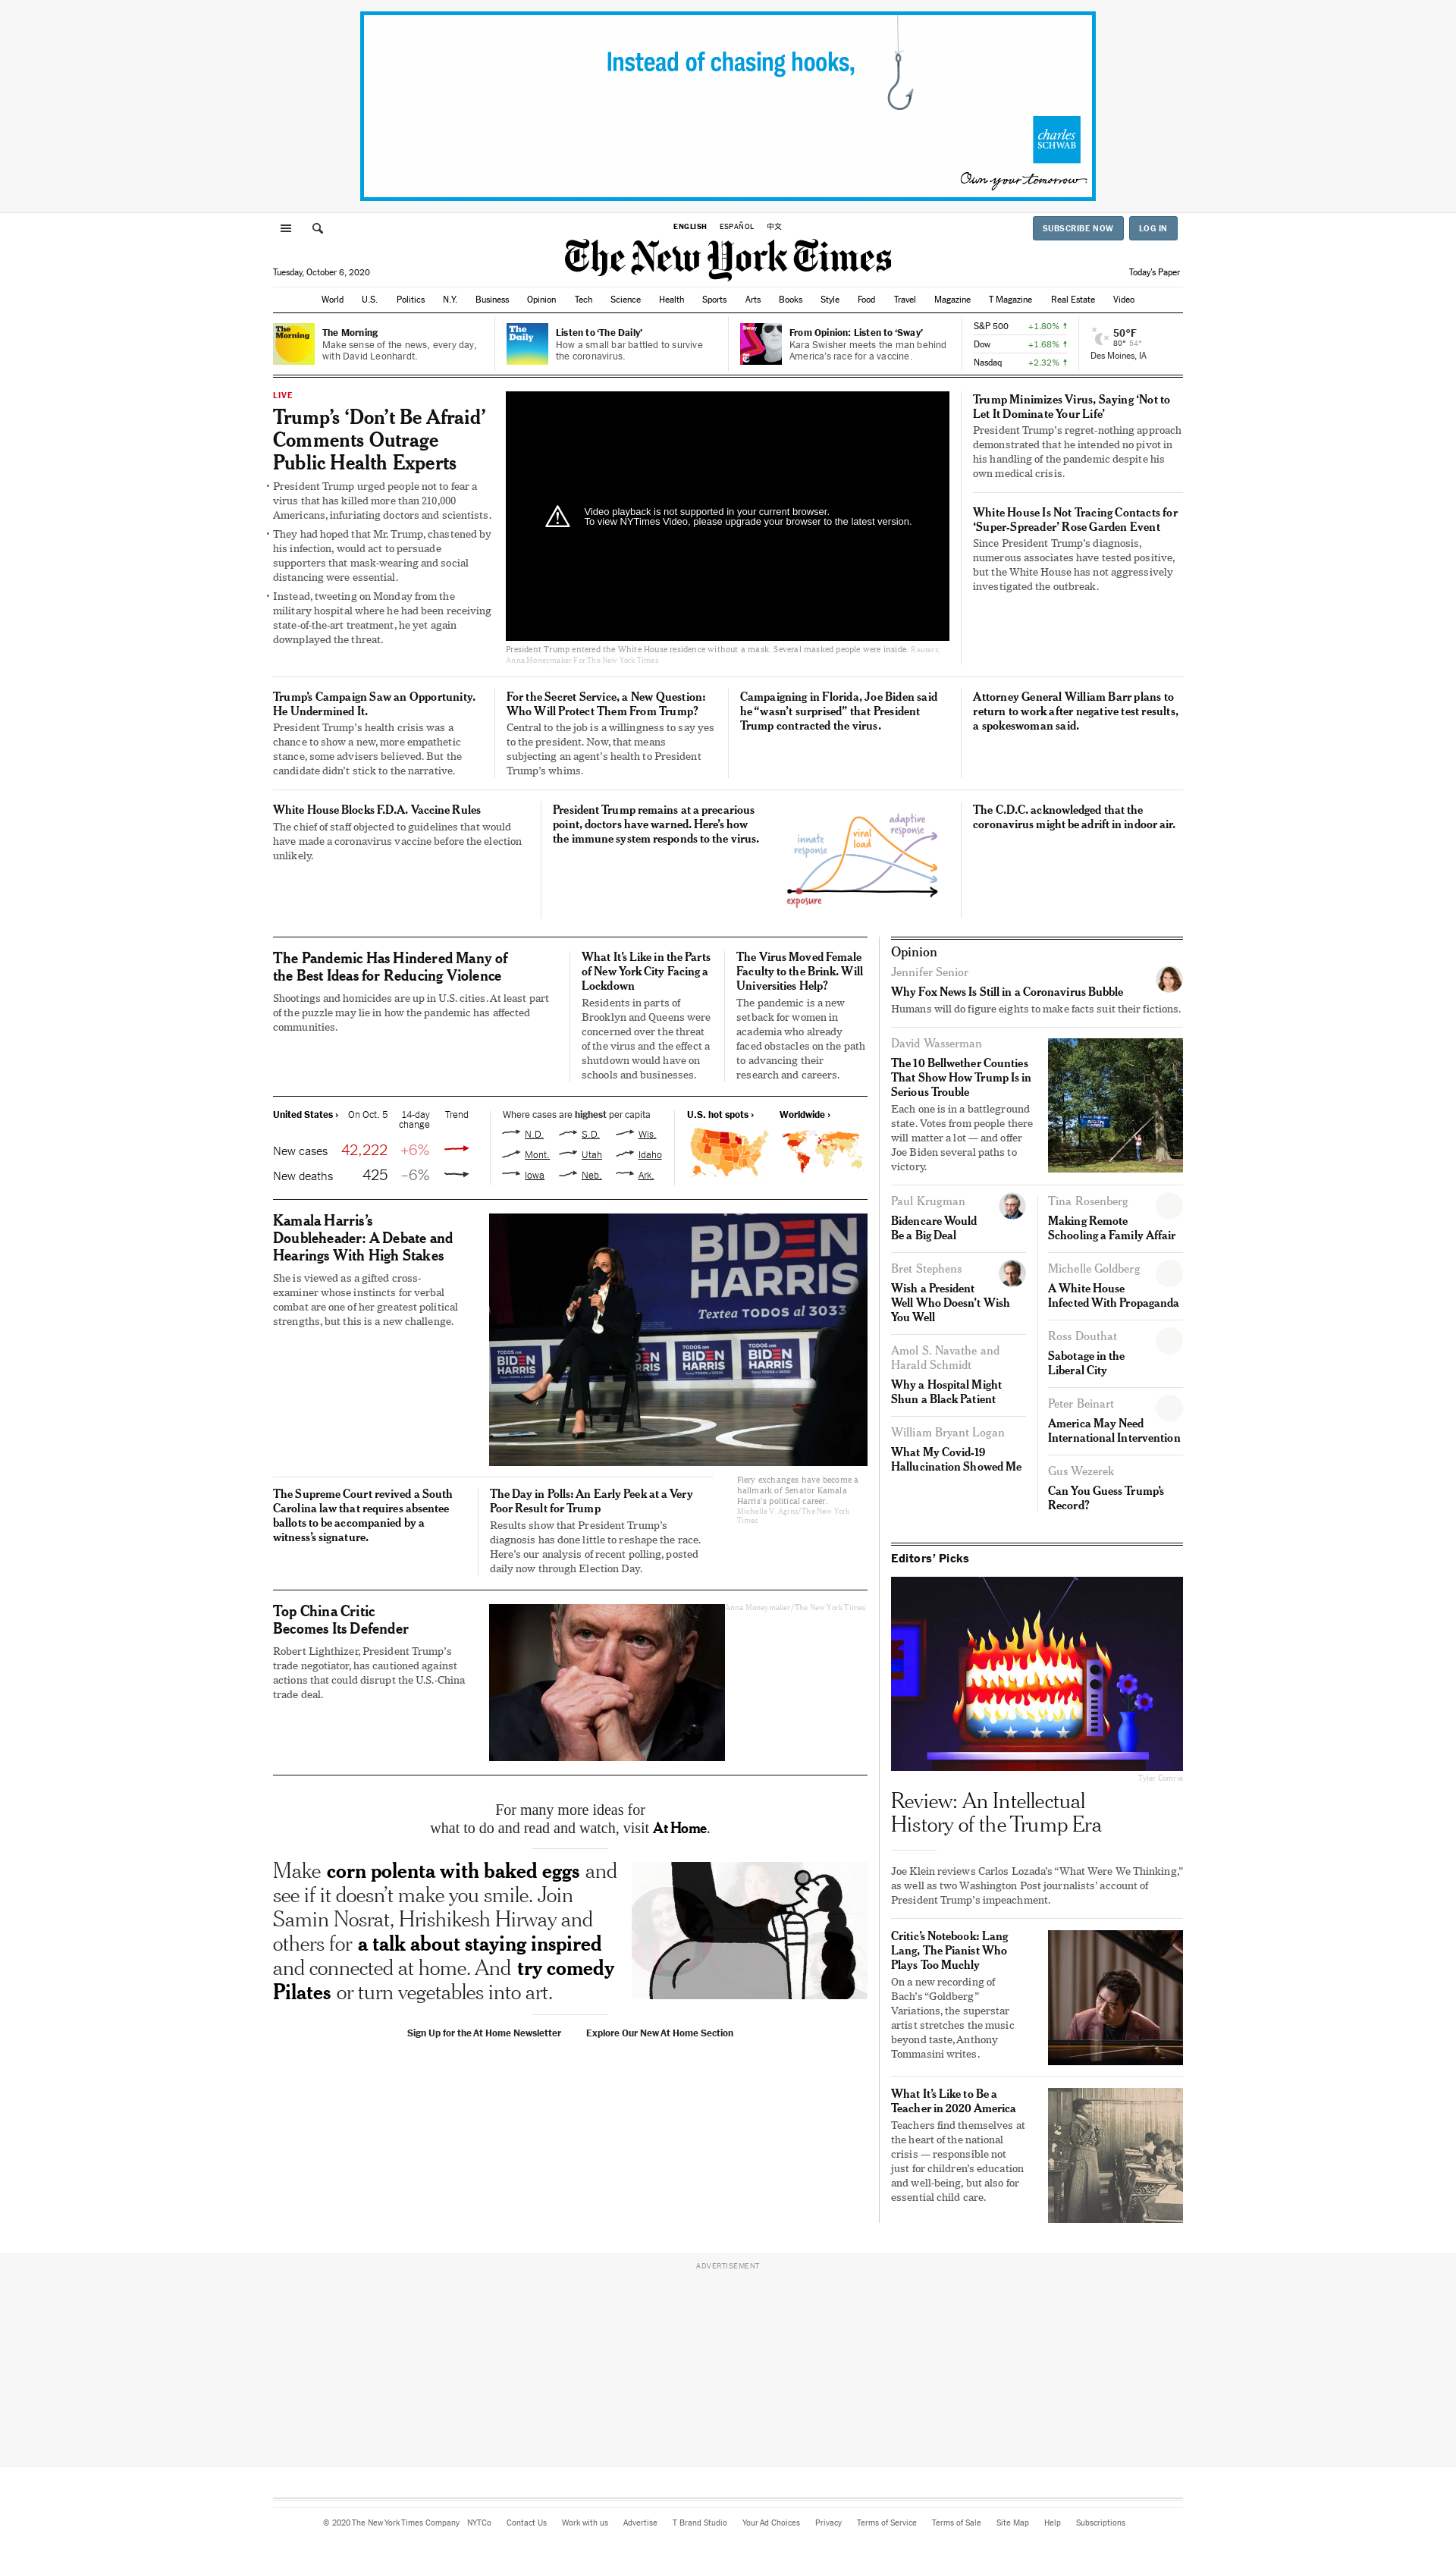 Instead of chasing hooks,
charles
SCHWAB
Own your tomorrow
ENGLISH ESPAÑOL 中文
SUBSCRIBE NOW LOG IN
The New York Times
Tuesday, October 6, 2020
Today's Paper
World U.S. Politics N.Y. Business Opinion Tech Science Health Sports Arts Books Style Food Travel Magazine T Magazine Real Estate Video
The Morning
The Morning
Make sense of the news, every day,
with David Leonhardt.
The Daily
Listen to ‘The Daily’
How a small bar battled to survive
the coronavirus.
Sway
From Opinion: Listen to ‘Sway’
Kara Swisher meets the man behind
America’s race for a vaccine.
S&P 500 +1.80% ↑
Dow +1.68% ↑
Nasdaq +2.32% ↑
50°F
80° 54°
Des Moines, IA
LIVE
Trump’s ‘Don’t Be Afraid’
Comments Outrage
Public Health Experts
• President Trump urged people not to fear a
virus that has killed more than 210,000
Americans, infuriating doctors and scientists.
• They had hoped that Mr. Trump, chastened by
his infection, would act to persuade
supporters that mask-wearing and social
distancing were essential.
• Instead, tweeting on Monday from the
military hospital where he had been receiving
state-of-the-art treatment, he yet again
downplayed the threat.
Video playback is not supported in your current browser.
To view NYTimes Video, please upgrade your browser to the latest version.
President Trump entered the White House residence without a mask. Several masked people were inside. Reuters;
Anna Moneymaker For The New York Times
Trump Minimizes Virus, Saying ‘Not to
Let It Dominate Your Life’
President Trump’s regret-nothing approach
demonstrated that he intended no pivot in
his handling of the pandemic despite his
own medical crisis.
White House Is Not Tracing Contacts for
‘Super-Spreader’ Rose Garden Event
Since President Trump’s diagnosis,
numerous associates have tested positive,
but the White House has not aggressively
investigated the outbreak.
Trump’s Campaign Saw an Opportunity.
He Undermined It.
President Trump’s health crisis was a
chance to show a new, more empathetic
stance, some advisers believed. But the
candidate didn’t stick to the narrative.
For the Secret Service, a New Question:
Who Will Protect Them From Trump?
Central to the job is a willingness to say yes
to the president. Now, that means
subjecting an agent’s health to President
Trump’s whims.
Campaigning in Florida, Joe Biden said
he “wasn’t surprised” that President
Trump contracted the virus.
Attorney General William Barr plans to
return to work after negative test results,
a spokeswoman said.
White House Blocks F.D.A. Vaccine Rules
The chief of staff objected to guidelines that would
have made a coronavirus vaccine before the election
unlikely.
President Trump remains at a precarious
point, doctors have warned. Here’s how
the immune system responds to the virus.
innate
response
viral
load
adaptive
response
exposure
The C.D.C. acknowledged that the
coronavirus might be adrift in indoor air.
The Pandemic Has Hindered Many of
the Best Ideas for Reducing Violence
Shootings and homicides are up in U.S. cities. At least part
of the puzzle may lie in how the pandemic has affected
communities.
What It’s Like in the Parts
of New York City Facing a
Lockdown
Residents in parts of
Brooklyn and Queens were
concerned over the threat
of the virus and the effect a
shutdown would have on
schools and businesses.
The Virus Moved Female
Faculty to the Brink. Will
Universities Help?
The pandemic is a new
setback for women in
academia who already
faced obstacles on the path
to advancing their
research and careers.
United States › On Oct. 5 14-day
change Trend
New cases 42,222 +6%
New deaths 425 –6%
Where cases are highest per capita
N.D. S.D. Wis.
Mont. Utah Idaho
Iowa Neb. Ark.
U.S. hot spots ›
Worldwide ›
Kamala Harris’s
Doubleheader: A Debate and
Hearings With High Stakes
She is viewed as a gifted cross-
examiner whose instincts for verbal
combat are one of her greatest political
strengths, but this is a new challenge.
BIDEN
HARRIS
Textea TODOS al 3033
TODOS CON
BIDEN
HARRIS
BIDEN
HARRIS
BIDEN
HARRIS
Fiery exchanges have become a
hallmark of Senator Kamala
Harris’s political career.
Michelle V. Agins/The New York
Times
The Supreme Court revived a South
Carolina law that requires absentee
ballots to be accompanied by a
witness’s signature.
The Day in Polls: An Early Peek at a Very
Poor Result for Trump
Results show that President Trump’s
diagnosis has done little to reshape the race.
Here’s our analysis of recent polling, posted
daily now through Election Day.
Top China Critic
Becomes Its Defender
Robert Lighthizer, President Trump’s
trade negotiator, has cautioned against
actions that could disrupt the U.S.-China
trade deal.
Anna Moneymaker/The New York Times
For many more ideas for
what to do and read and watch, visit At Home.
Make corn polenta with baked eggs and
see if it doesn’t make you smile. Join
Samin Nosrat, Hrishikesh Hirway and
others for a talk about staying inspired
and connected at home. And try comedy
Pilates or turn vegetables into art.
Sign Up for the At Home Newsletter Explore Our New At Home Section
Opinion
Jennifer Senior
Why Fox News Is Still in a Coronavirus Bubble
Humans will do figure eights to make facts suit their fictions.
David Wasserman
The 10 Bellwether Counties
That Show How Trump Is in
Serious Trouble
Each one is in a battleground
state. Votes from people there
will matter a lot — and offer
Joe Biden several paths to
victory.
Paul Krugman
Bidencare Would
Be a Big Deal
Bret Stephens
Wish a President
Well Who Doesn’t Wish
You Well
Amol S. Navathe and
Harald Schmidt
Why a Hospital Might
Shun a Black Patient
William Bryant Logan
What My Covid-19
Hallucination Showed Me
Tina Rosenberg
Making Remote
Schooling a Family Affair
Michelle Goldberg
A White House
Infected With Propaganda
Ross Douthat
Sabotage in the
Liberal City
Peter Beinart
America May Need
International Intervention
Gus Wezerek
Can You Guess Trump’s
Record?
Editors’ Picks
Tyler Comrie
Review: An Intellectual
History of the Trump Era
Joe Klein reviews Carlos Lozada’s “What Were We Thinking,”
as well as two Washington Post journalists’ account of
President Trump’s impeachment.
Critic’s Notebook: Lang
Lang, The Pianist Who
Plays Too Muchly
On a new recording of
Bach’s “Goldberg”
Variations, the superstar
artist stretches the music
beyond taste, Anthony
Tommasini writes.
What It’s Like to Be a
Teacher in 2020 America
Teachers find themselves at
the heart of the national
crisis — responsible not
just for children’s education
and well-being, but also for
essential child care.
ADVERTISEMENT
© 2020 The New York Times Company NYTCo Contact Us Work with us Advertise T Brand Studio Your Ad Choices Privacy Terms of Service Terms of Sale Site Map Help Subscriptions